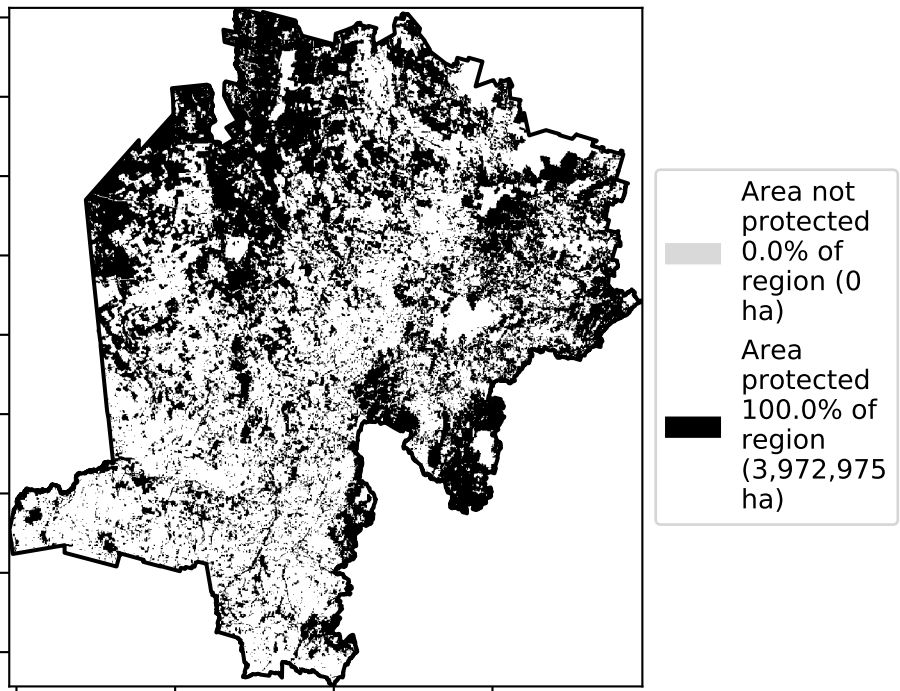 Area not
protected
0.0% of
region (0
ha)
Area
protected
100.0% of
region
(3,972,975
ha)